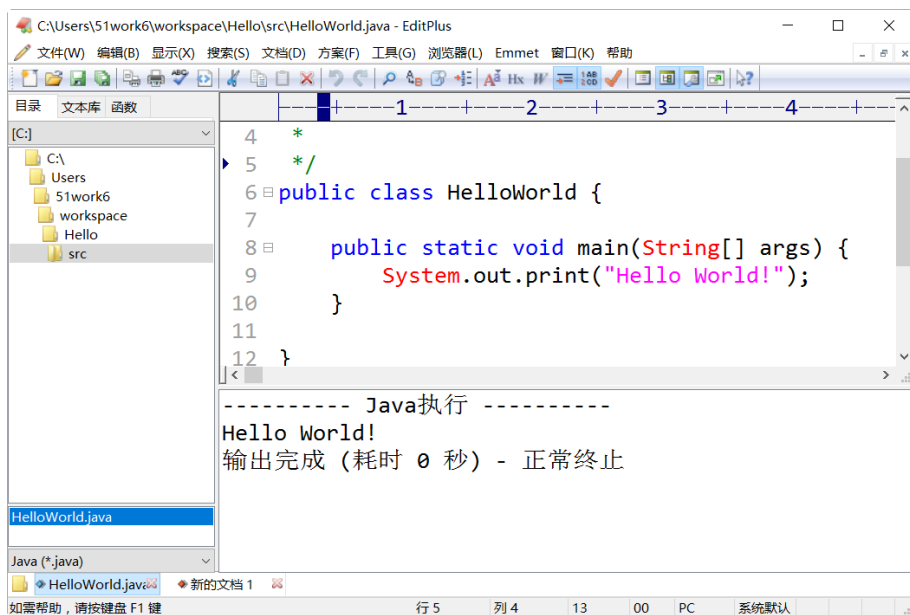 C:\Users\51work6\workspace\Hello\src\HelloWorld.java - EditPlus
文件(W) 编辑(B) 显示(X) 搜索(S) 文档(D) 方案(F) 工具(G) 浏览器(L) Emmet 窗口(K) 帮助
目录 文本库 函数
[C:]
C:\
Users
51work6
workspace
Hello
src
HelloWorld.java
Java (*.java)
----+----1----+----2----+----3----+----4----+---
4 *
5 */
6 public class HelloWorld {
7
8 public static void main(String[] args) {
9 System.out.print("Hello World!");
10 }
11
12 }
---------- Java执行 ----------
Hello World!
输出完成 (耗时 0 秒) - 正常终止
HelloWorld.java 新的文档 1
如需帮助，请按键盘 F1 键 行 5 列 4 13 00 PC 系统默认